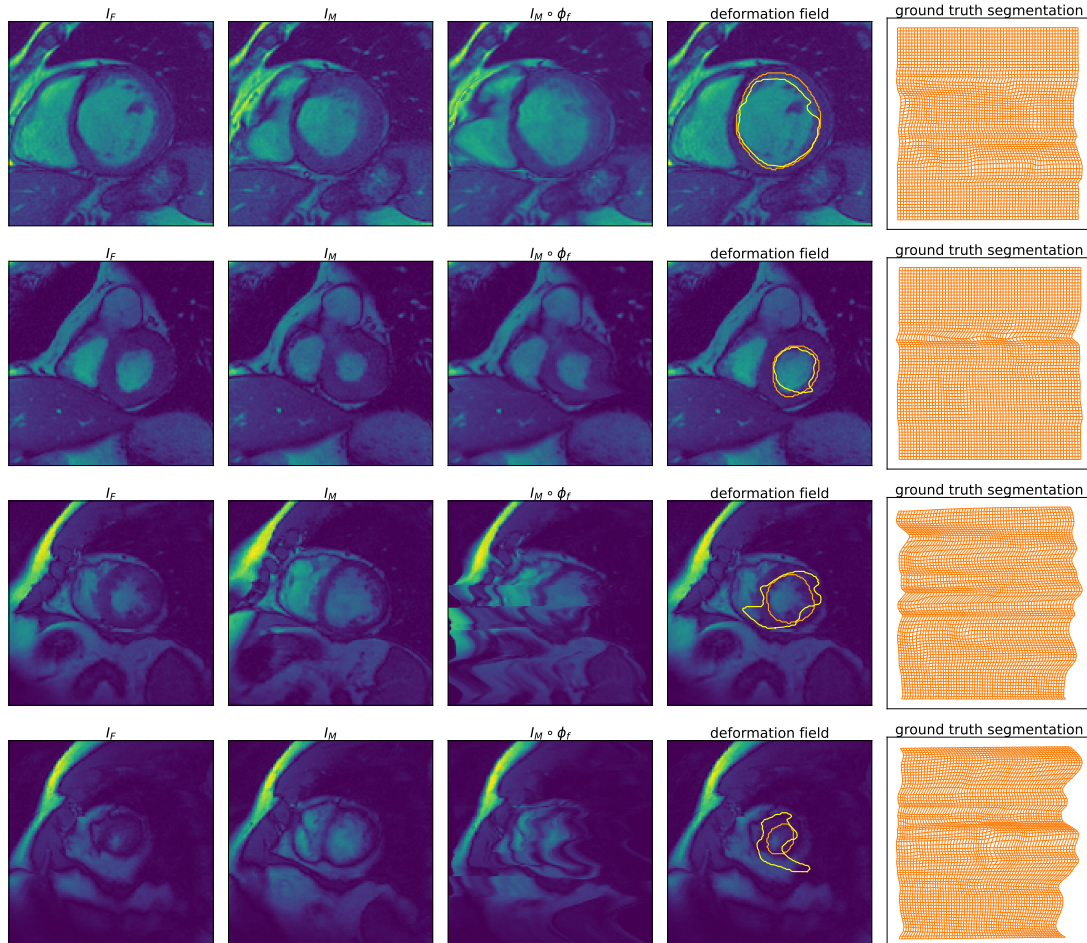 I_F I_M I_M ∘ ϕ_f deformation field ground truth segmentation
I_F I_M I_M ∘ ϕ_f deformation field ground truth segmentation
I_F I_M I_M ∘ ϕ_f deformation field ground truth segmentation
I_F I_M I_M ∘ ϕ_f deformation field ground truth segmentation